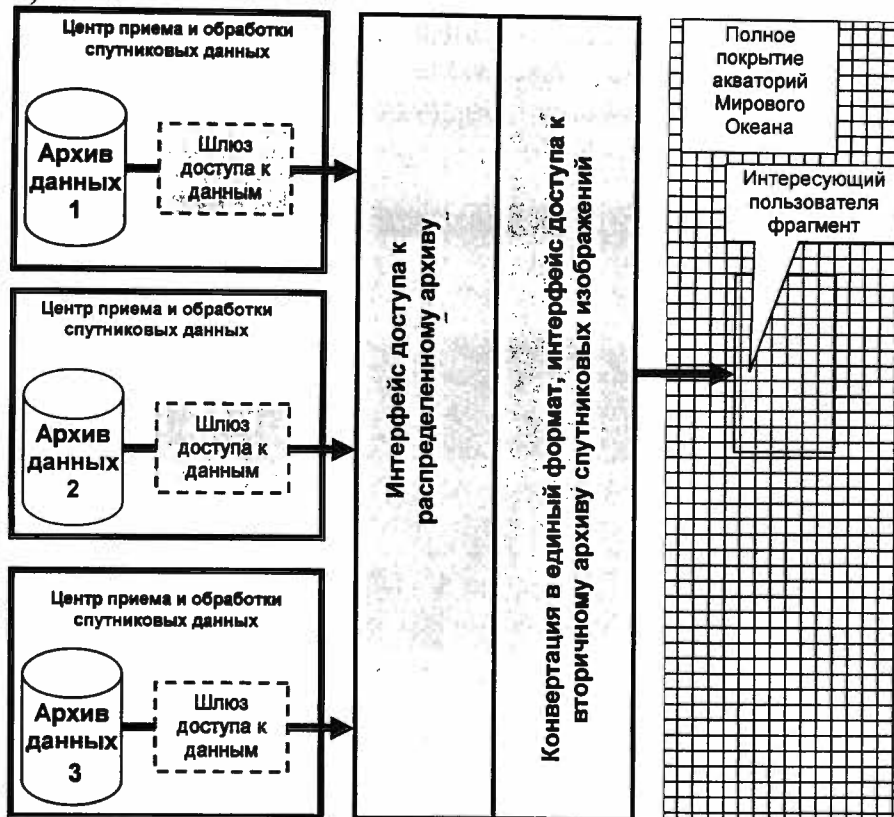 Центр приема и обработки
спутниковых данных
Архив
данных
1
Шлюз
доступа к
данным
Центр приема и обработки
спутниковых данных
Архив
данных
2
Шлюз
доступа к
данным
Центр приема и обработки
спутниковых данных
Архив
данных
3
Шлюз
доступа к
данным
Интерфейс доступа к
распределенному архиву
Конвертация в единый формат, интерфейс доступа к
вторичному архиву спутниковых изображений
Полное
покрытие
акваторий
Мирового
Океана
Интересующий
пользователя
фрагмент